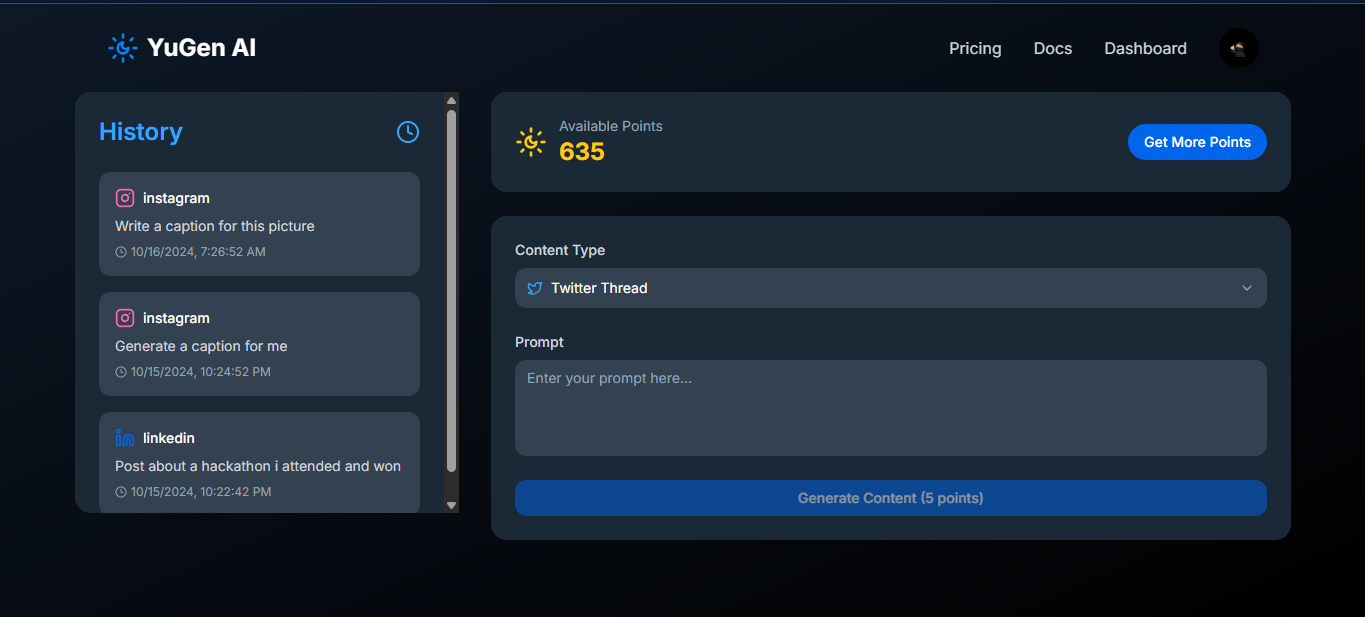 YuGen AI
Pricing
Docs
Dashboard
History
instagram
Write a caption for this picture
10/16/2024, 7:26:52 AM
instagram
Generate a caption for me
10/15/2024, 10:24:52 PM
linkedin
Post about a hackathon i attended and won
10/15/2024, 10:22:42 PM
Available Points
635
Get More Points
Content Type
Twitter Thread
Prompt
Enter your prompt here...
Generate Content (5 points)